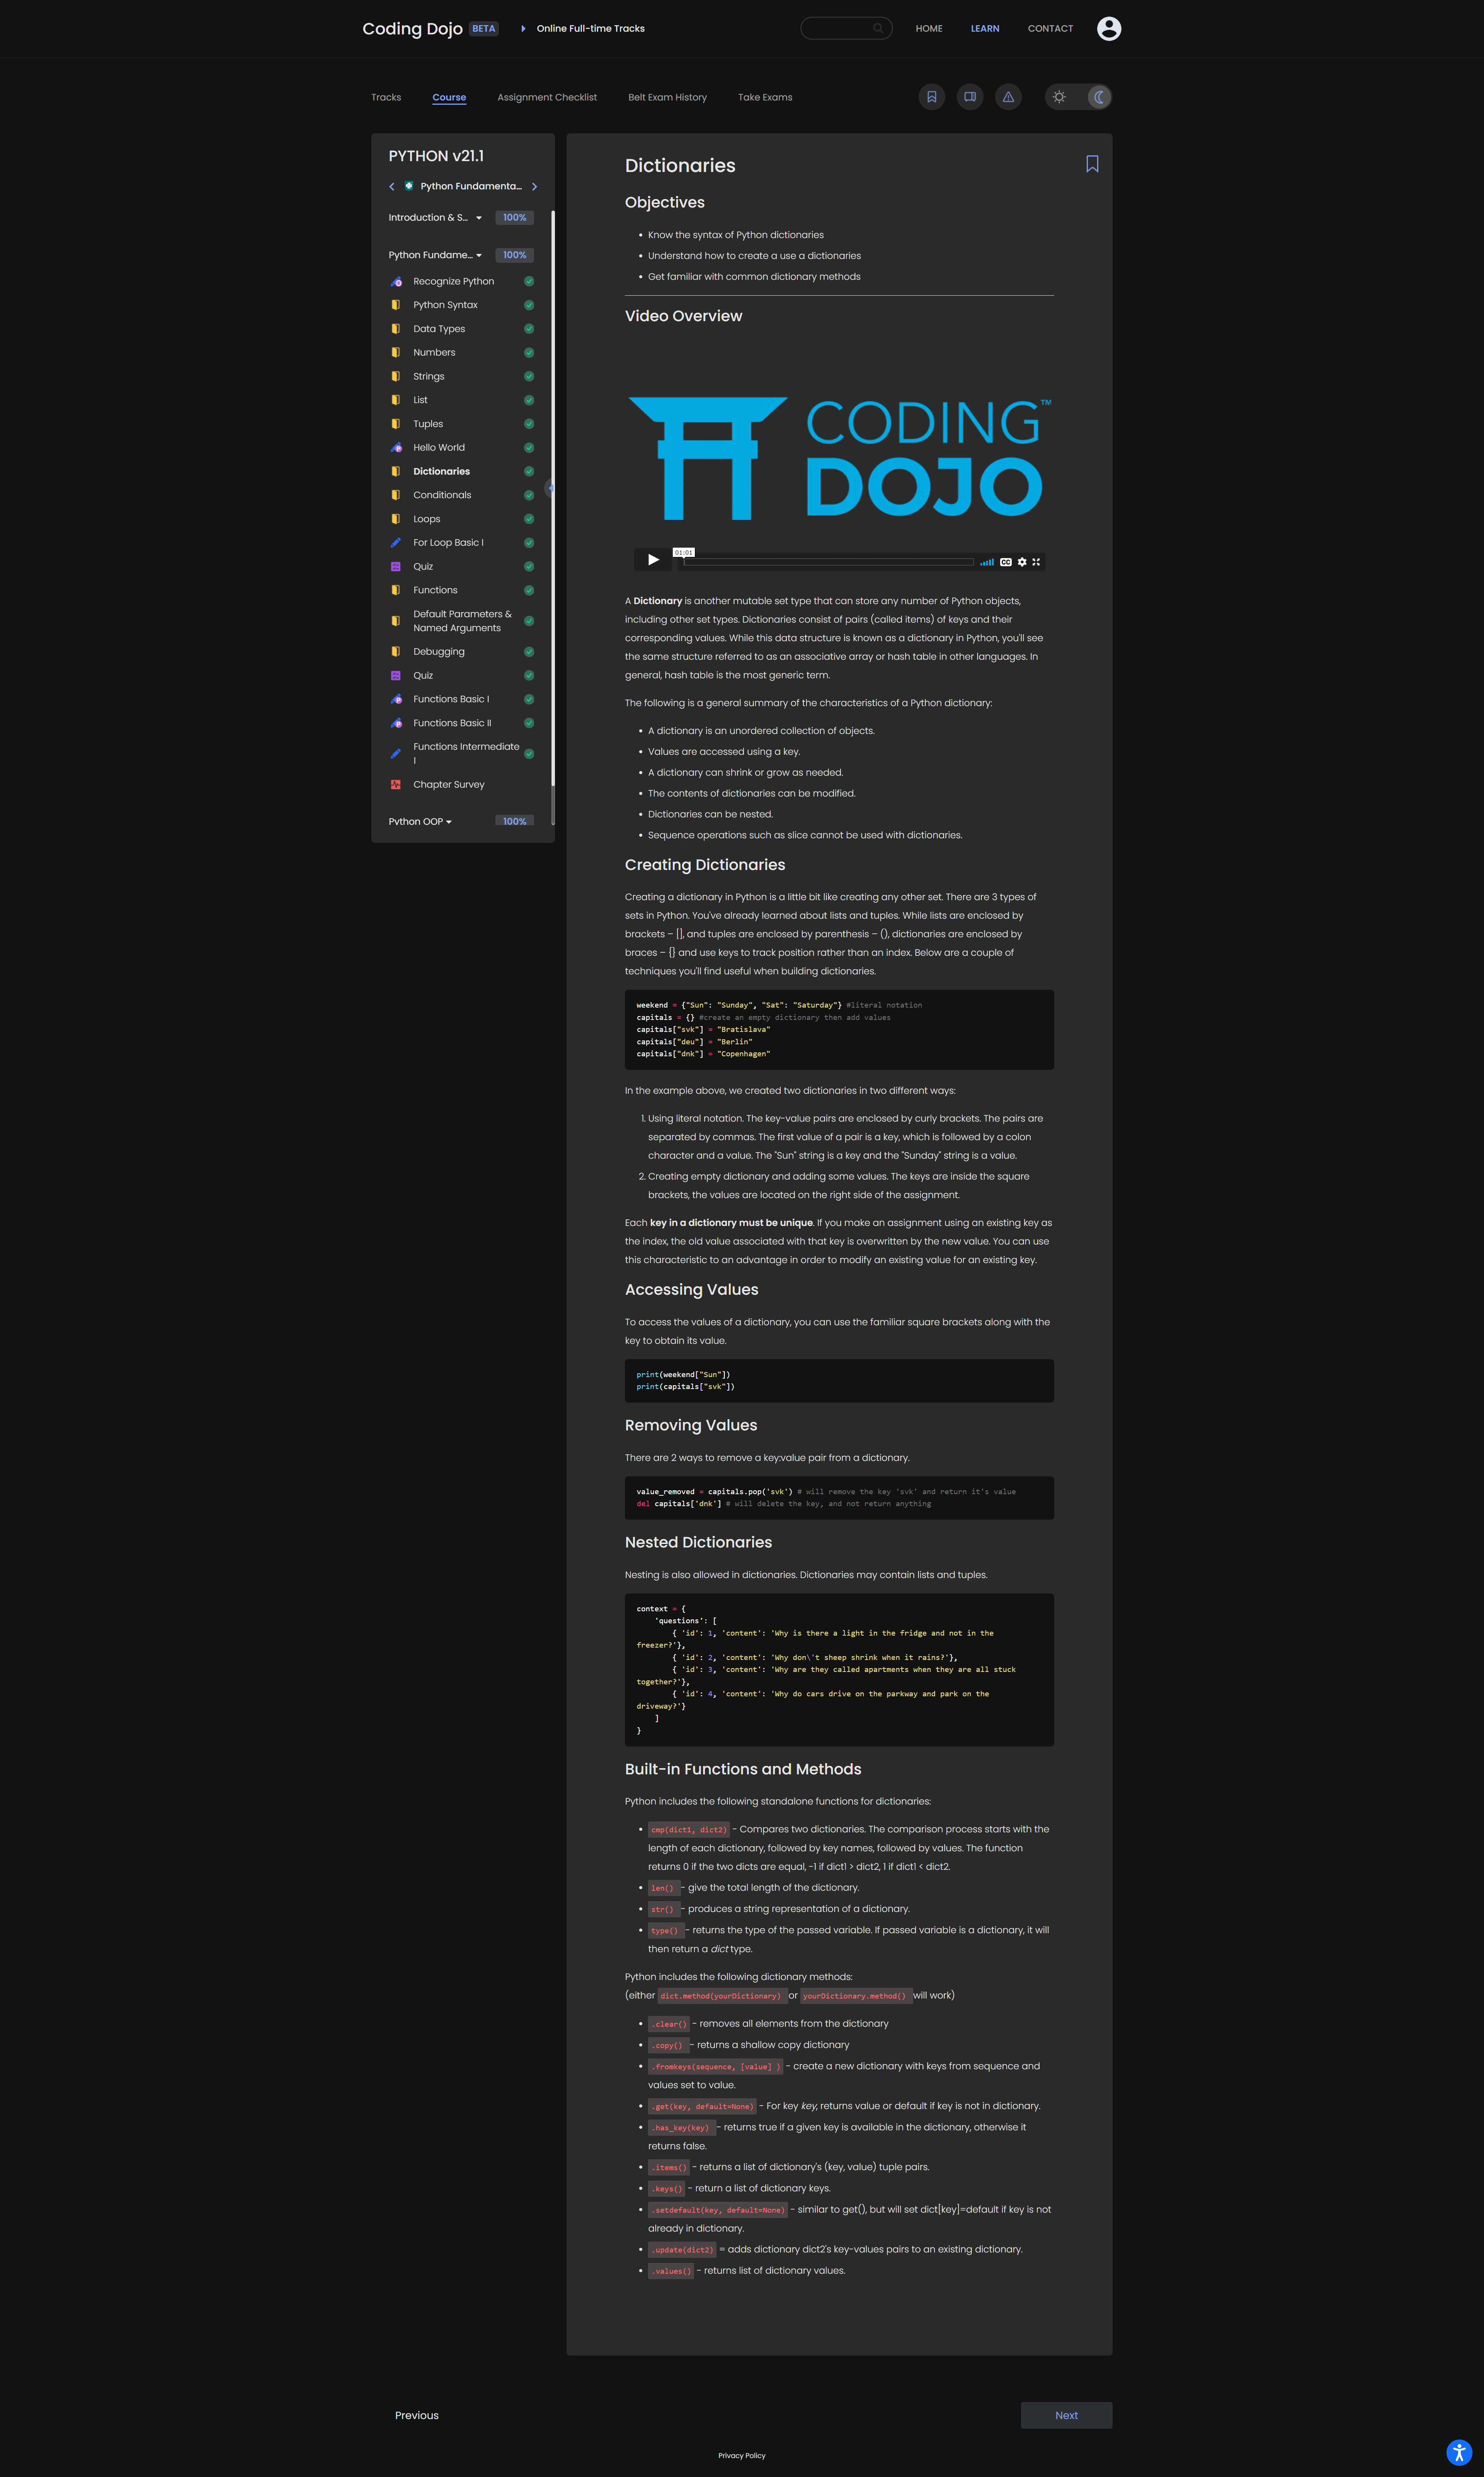 Coding Dojo BETA
Online Full-time Tracks
HOME
LEARN
CONTACT
Tracks
Course
Assignment Checklist
Belt Exam History
Take Exams
PYTHON v21.1
Python Fundamenta...
Introduction & S... 100%
Python Fundame... 100%
Recognize Python
Python Syntax
Data Types
Numbers
Strings
List
Tuples
Hello World
Dictionaries
Conditionals
Loops
For Loop Basic I
Quiz
Functions
Default Parameters &
Named Arguments
Debugging
Quiz
Functions Basic I
Functions Basic II
Functions Intermediate
I
Chapter Survey
Python OOP 100%
Dictionaries
Objectives
• Know the syntax of Python dictionaries
• Understand how to create a use a dictionaries
• Get familiar with common dictionary methods
Video Overview
CODING™
DOJO
01:01
CC
A Dictionary is another mutable set type that can store any number of Python objects,
including other set types. Dictionaries consist of pairs (called items) of keys and their
corresponding values. While this data structure is known as a dictionary in Python, you'll see
the same structure referred to as an associative array or hash table in other languages. In
general, hash table is the most generic term.
The following is a general summary of the characteristics of a Python dictionary:
• A dictionary is an unordered collection of objects.
• Values are accessed using a key.
• A dictionary can shrink or grow as needed.
• The contents of dictionaries can be modified.
• Dictionaries can be nested.
• Sequence operations such as slice cannot be used with dictionaries.
Creating Dictionaries
Creating a dictionary in Python is a little bit like creating any other set. There are 3 types of
sets in Python. You've already learned about lists and tuples. While lists are enclosed by
brackets – [], and tuples are enclosed by parenthesis – (), dictionaries are enclosed by
braces – {} and use keys to track position rather than an index. Below are a couple of
techniques you'll find useful when building dictionaries.
weekend = {"Sun": "Sunday", "Sat": "Saturday"} #literal notation
capitals = {} #create an empty dictionary then add values
capitals["svk"] = "Bratislava"
capitals["deu"] = "Berlin"
capitals["dnk"] = "Copenhagen"
In the example above, we created two dictionaries in two different ways:
1. Using literal notation. The key-value pairs are enclosed by curly brackets. The pairs are
separated by commas. The first value of a pair is a key, which is followed by a colon
character and a value. The "Sun" string is a key and the "Sunday" string is a value.
2. Creating empty dictionary and adding some values. The keys are inside the square
brackets, the values are located on the right side of the assignment.
Each key in a dictionary must be unique. If you make an assignment using an existing key as
the index, the old value associated with that key is overwritten by the new value. You can use
this characteristic to an advantage in order to modify an existing value for an existing key.
Accessing Values
To access the values of a dictionary, you can use the familiar square brackets along with the
key to obtain its value.
print(weekend["Sun"])
print(capitals["svk"])
Removing Values
There are 2 ways to remove a key:value pair from a dictionary.
value_removed = capitals.pop('svk') # will remove the key 'svk' and return it's value
del capitals['dnk'] # will delete the key, and not return anything
Nested Dictionaries
Nesting is also allowed in dictionaries. Dictionaries may contain lists and tuples.
context = {
'questions': [
{ 'id': 1, 'content': 'Why is there a light in the fridge and not in the
freezer?'},
{ 'id': 2, 'content': 'Why don\'t sheep shrink when it rains?'},
{ 'id': 3, 'content': 'Why are they called apartments when they are all stuck
together?'},
{ 'id': 4, 'content': 'Why do cars drive on the parkway and park on the
driveway?'}
]
}
Built-in Functions and Methods
Python includes the following standalone functions for dictionaries:
• cmp(dict1, dict2) - Compares two dictionaries. The comparison process starts with the
length of each dictionary, followed by key names, followed by values. The function
returns 0 if the two dicts are equal, -1 if dict1 > dict2, 1 if dict1 < dict2.
• len() - give the total length of the dictionary.
• str() - produces a string representation of a dictionary.
• type() - returns the type of the passed variable. If passed variable is a dictionary, it will
then return a dict type.
Python includes the following dictionary methods:
(either dict.method(yourDictionary) or yourDictionary.method() will work)
• .clear() - removes all elements from the dictionary
• .copy() - returns a shallow copy dictionary
• .fromkeys(sequence, [value] ) - create a new dictionary with keys from sequence and
values set to value.
• .get(key, default=None) - For key key, returns value or default if key is not in dictionary.
• .has_key(key) - returns true if a given key is available in the dictionary, otherwise it
returns false.
• .items() - returns a list of dictionary's (key, value) tuple pairs.
• .keys() - return a list of dictionary keys.
• .setdefault(key, default=None) - similar to get(), but will set dict[key]=default if key is not
already in dictionary.
• .update(dict2) = adds dictionary dict2's key-values pairs to an existing dictionary.
• .values() - returns list of dictionary values.
Previous
Next
Privacy Policy